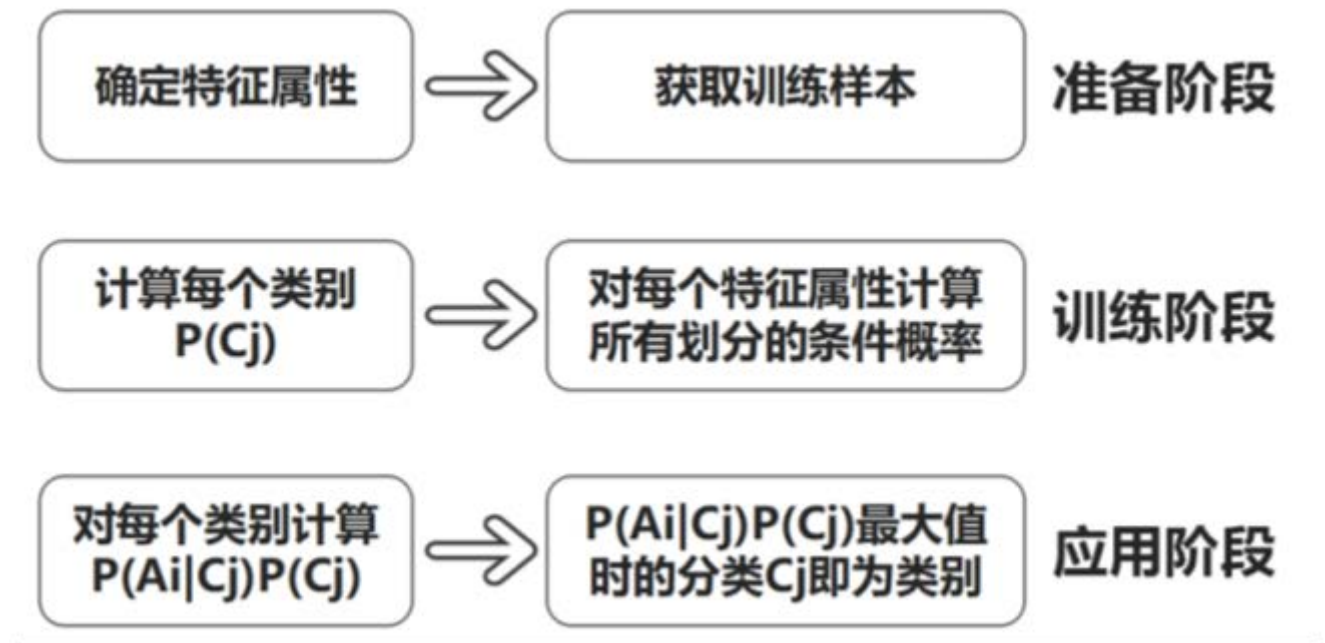 确定特征属性
获取训练样本
准备阶段
计算每个类别
P(Cj)
对每个特征属性计算
所有划分的条件概率
训练阶段
对每个类别计算
P(Ai|Cj)P(Cj)
P(Ai|Cj)P(Cj)最大值
时的分类Cj即为类别
应用阶段